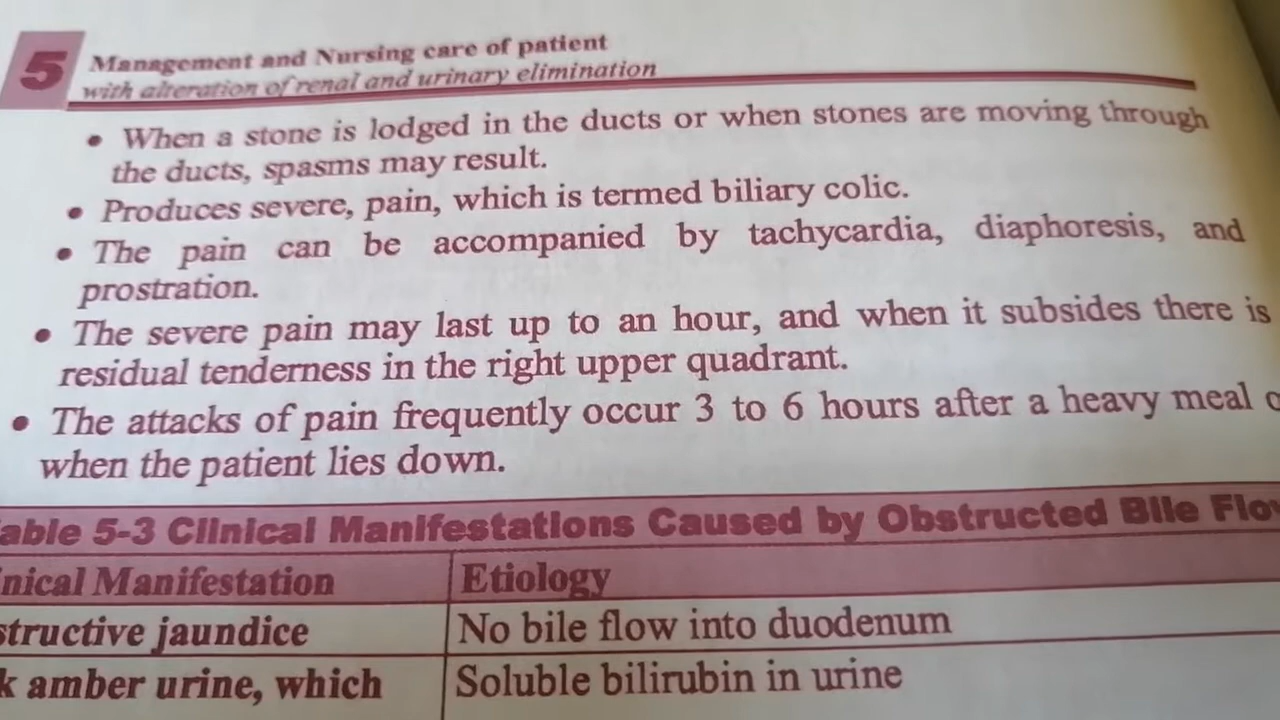 5
Management and Nursing care of patient
with alteration of renal and urinary elimination
• When a stone is lodged in the ducts or when stones are moving through
the ducts, spasms may result.
• Produces severe, pain, which is termed biliary colic.
• The pain can be accompanied by tachycardia, diaphoresis, and
prostration.
• The severe pain may last up to an hour, and when it subsides there is
residual tenderness in the right upper quadrant.
• The attacks of pain frequently occur 3 to 6 hours after a heavy meal
when the patient lies down.
5-3 Clinical Manifestations Caused by Obstructed Bile
Manifestation Etiology
jaundice No bile flow into duodenum
amber urine, which Soluble bilirubin in urine